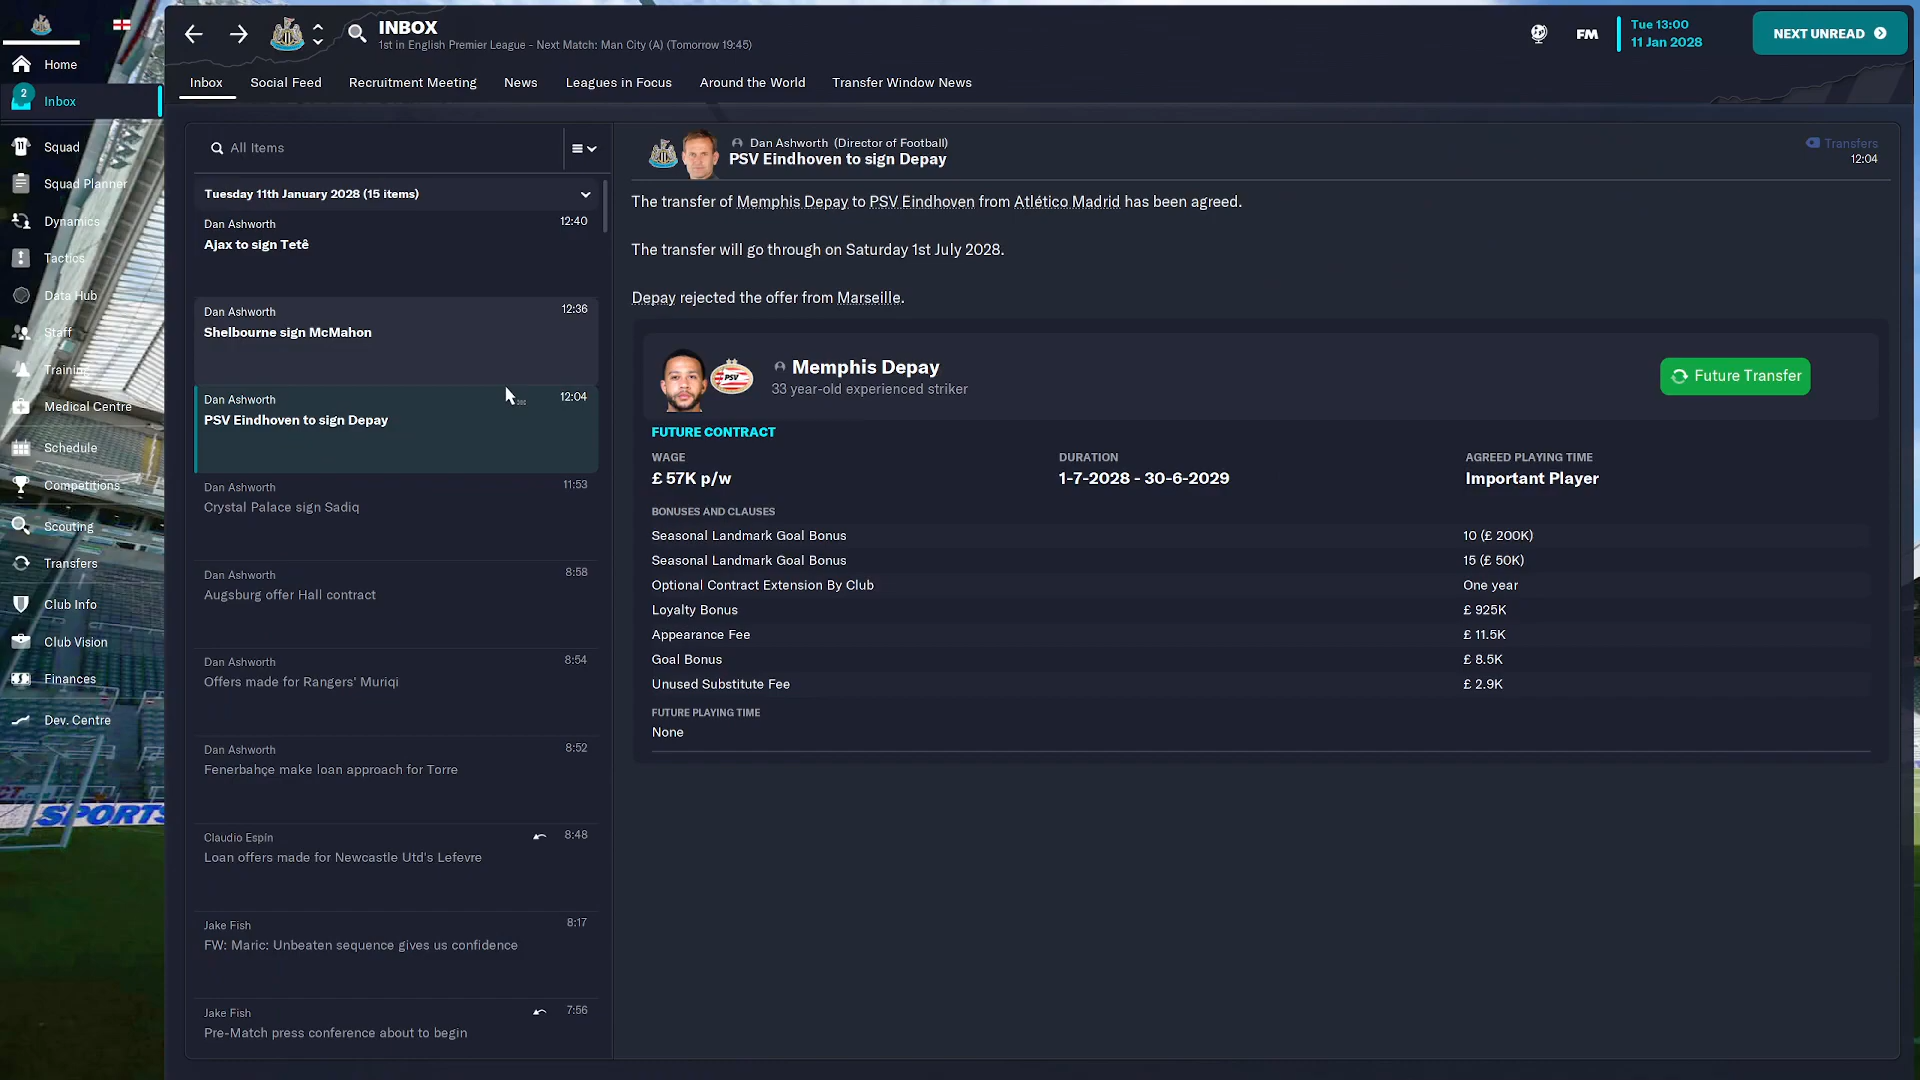 INBOX
1st in English Premier League - Next Match: Man City (A) (Tomorrow 19:45)
FM
Tue 13:00
11 Jan 2028
NEXT UNREAD
Inbox
Social Feed
Recruitment Meeting
News
Leagues in Focus
Around the World
Transfer Window News
Home
2
Inbox
Squad
Squad Planner
Dynamics
Tactics
Data Hub
Staff
Training
Medical Centre
Schedule
Competitions
Scouting
Transfers
Club Info
Club Vision
Finances
Dev. Centre
SPORTS
All Items
Tuesday 11th January 2028 (15 items)
Dan Ashworth 12:40
Ajax to sign Tetê
Dan Ashworth 12:36
Shelbourne sign McMahon
Dan Ashworth 12:04
PSV Eindhoven to sign Depay
Dan Ashworth 11:53
Crystal Palace sign Sadiq
Dan Ashworth 8:58
Augsburg offer Hall contract
Dan Ashworth 8:54
Offers made for Rangers' Muriqi
Dan Ashworth 8:52
Fenerbahçe make loan approach for Torre
Claudio Espín 8:48
Loan offers made for Newcastle Utd's Lefevre
Jake Fish 8:17
FW: Maric: Unbeaten sequence gives us confidence
Jake Fish 7:56
Pre-Match press conference about to begin
Dan Ashworth (Director of Football)
PSV Eindhoven to sign Depay
Transfers
12:04
The transfer of Memphis Depay to PSV Eindhoven from Atlético Madrid has been agreed.
The transfer will go through on Saturday 1st July 2028.
Depay rejected the offer from Marseille.
PSV
Memphis Depay
33 year-old experienced striker
Future Transfer
FUTURE CONTRACT
WAGE DURATION AGREED PLAYING TIME
£ 57K p/w 1-7-2028 - 30-6-2029 Important Player
BONUSES AND CLAUSES
Seasonal Landmark Goal Bonus 10 (£ 200K)
Seasonal Landmark Goal Bonus 15 (£ 50K)
Optional Contract Extension By Club One year
Loyalty Bonus £ 925K
Appearance Fee £ 11.5K
Goal Bonus £ 8.5K
Unused Substitute Fee £ 2.9K
FUTURE PLAYING TIME
None